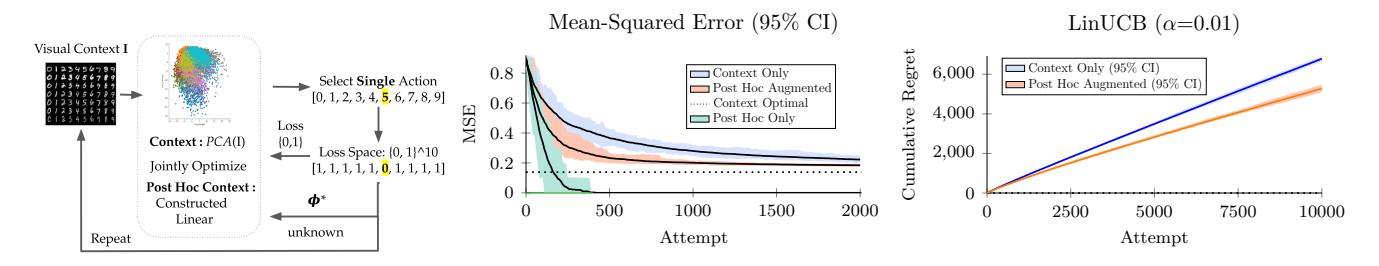 Visual Context I
Context : PCA(I)
Jointly Optimize
Post Hoc Context :
Constructed
Linear
Select Single Action
[0, 1, 2, 3, 4, 5, 6, 7, 8, 9]
Loss
{0,1}
Loss Space: {0, 1}^10
[1, 1, 1, 1, 1, 0, 1, 1, 1, 1]
ϕ*
unknown
Repeat
Mean-Squared Error (95% CI)
MSE
0.8
0.6
0.4
0.2
0
Context Only
Post Hoc Augmented
Context Optimal
Post Hoc Only
0 500 1000 1500 2000
Attempt
LinUCB (α=0.01)
Cumulative Regret
6,000
4,000
2,000
0
Context Only (95% CI)
Post Hoc Augmented (95% CI)
0 2500 5000 7500 10000
Attempt